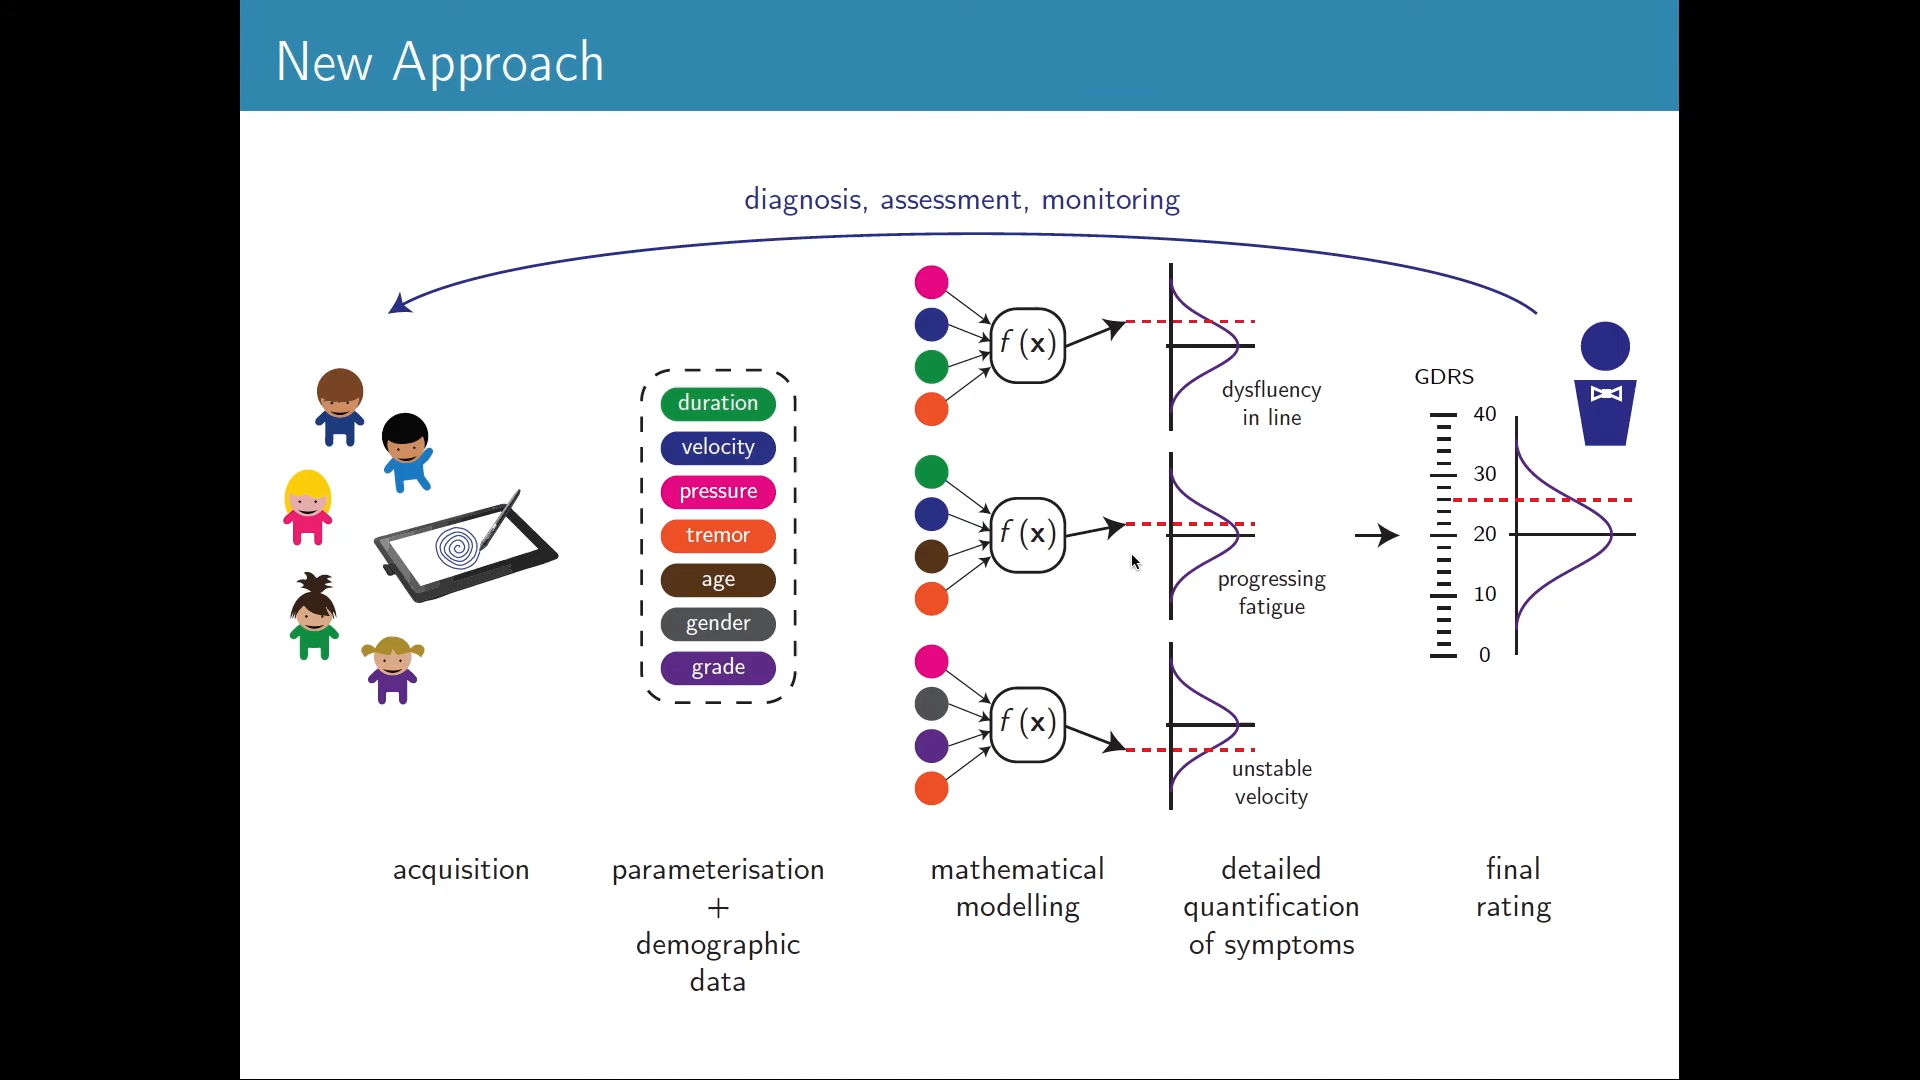 New Approach
diagnosis, assessment, monitoring
duration
velocity
pressure
tremor
age
gender
grade
f (x)
dysfluency
in line
f (x)
progressing
fatigue
f (x)
unstable
velocity
GDRS
40
30
20
10
0
acquisition
parameterisation
+
demographic
data
mathematical
modelling
detailed
quantification
of symptoms
final
rating